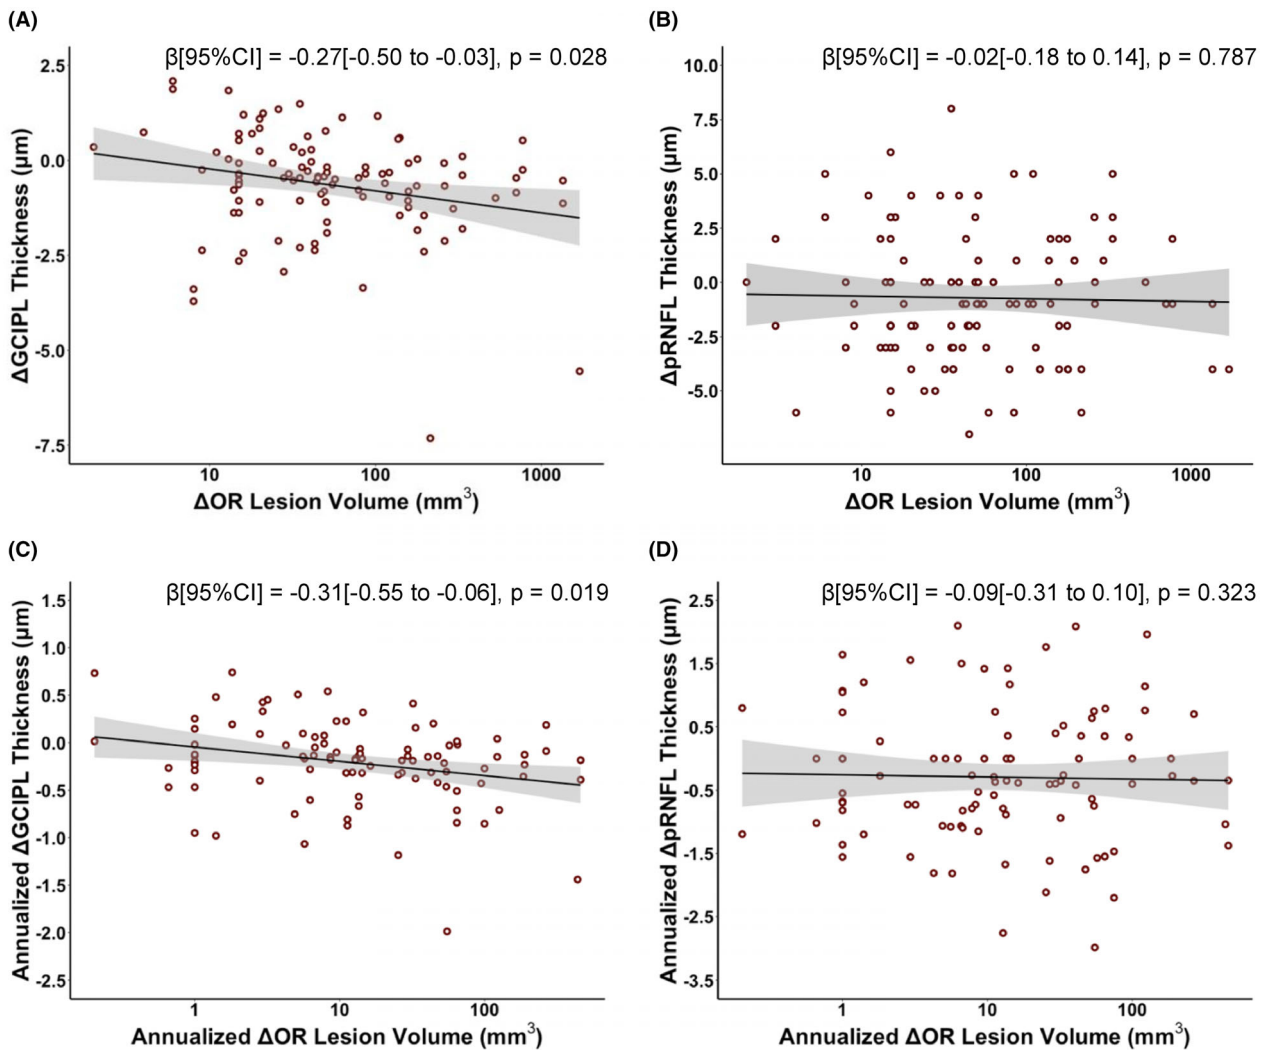 (A)
β[95%CI] = -0.27[-0.50 to -0.03], p = 0.028
2.5
0.0
-2.5
-5.0
-7.5
ΔGCIPL Thickness (μm)
10 100 1000
ΔOR Lesion Volume (mm³)
(B)
β[95%CI] = -0.02[-0.18 to 0.14], p = 0.787
10.0
7.5
5.0
2.5
0.0
-2.5
-5.0
ΔpRNFL Thickness (μm)
10 100 1000
ΔOR Lesion Volume (mm³)
(C)
β[95%CI] = -0.31[-0.55 to -0.06], p = 0.019
1.5
1.0
0.5
0.0
-0.5
-1.0
-1.5
-2.0
-2.5
Annualized ΔGCIPL Thickness (μm)
1 10 100
Annualized ΔOR Lesion Volume (mm³)
(D)
β[95%CI] = -0.09[-0.31 to 0.10], p = 0.323
2.5
1.5
0.5
-0.5
-1.5
-2.5
-3.5
Annualized ΔpRNFL Thickness (μm)
1 10 100
Annualized ΔOR Lesion Volume (mm³)